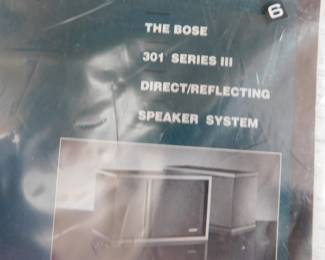 6
THE BOSE
301 SERIES III
DIRECT/REFLECTING
SPEAKER SYSTEM